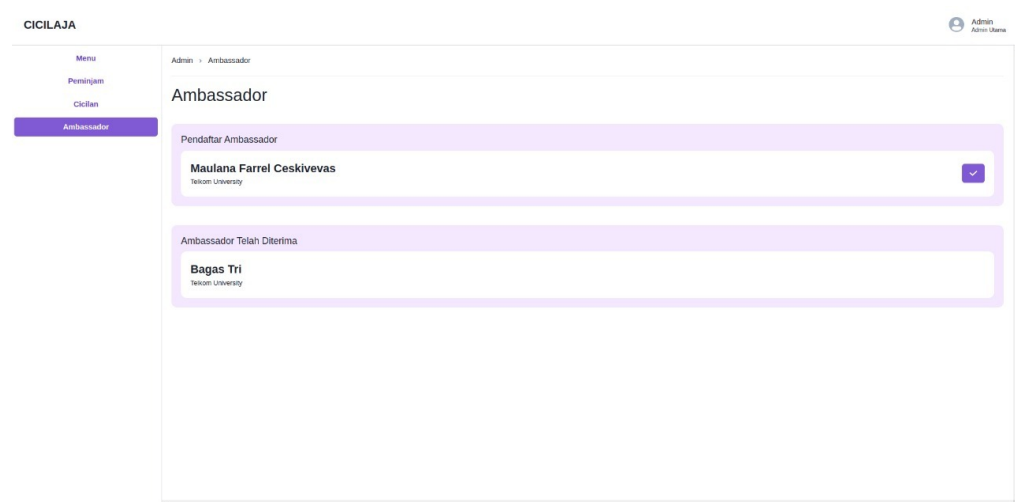 CICILAJA
Admin
Admin Utama
Menu
Peminjam
Cicilan
Ambassador
Admin › Ambassador
Ambassador
Pendaftar Ambassador
Maulana Farrel Ceskivevas
Telkom University
Ambassador Telah Diterima
Bagas Tri
Telkom University